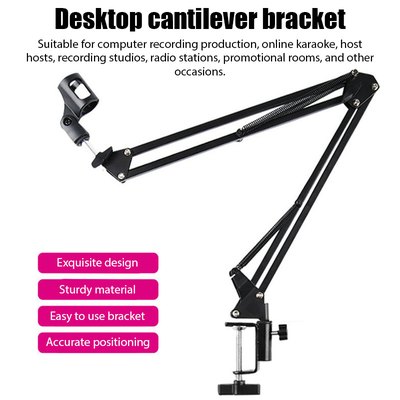 Desktop cantilever bracket
Suitable for computer recording production, online karaoke, host
hosts, recording studios, radio stations, promotional rooms, and other
occasions.
Exquisite design
Sturdy material
Easy to use bracket
Accurate positioning